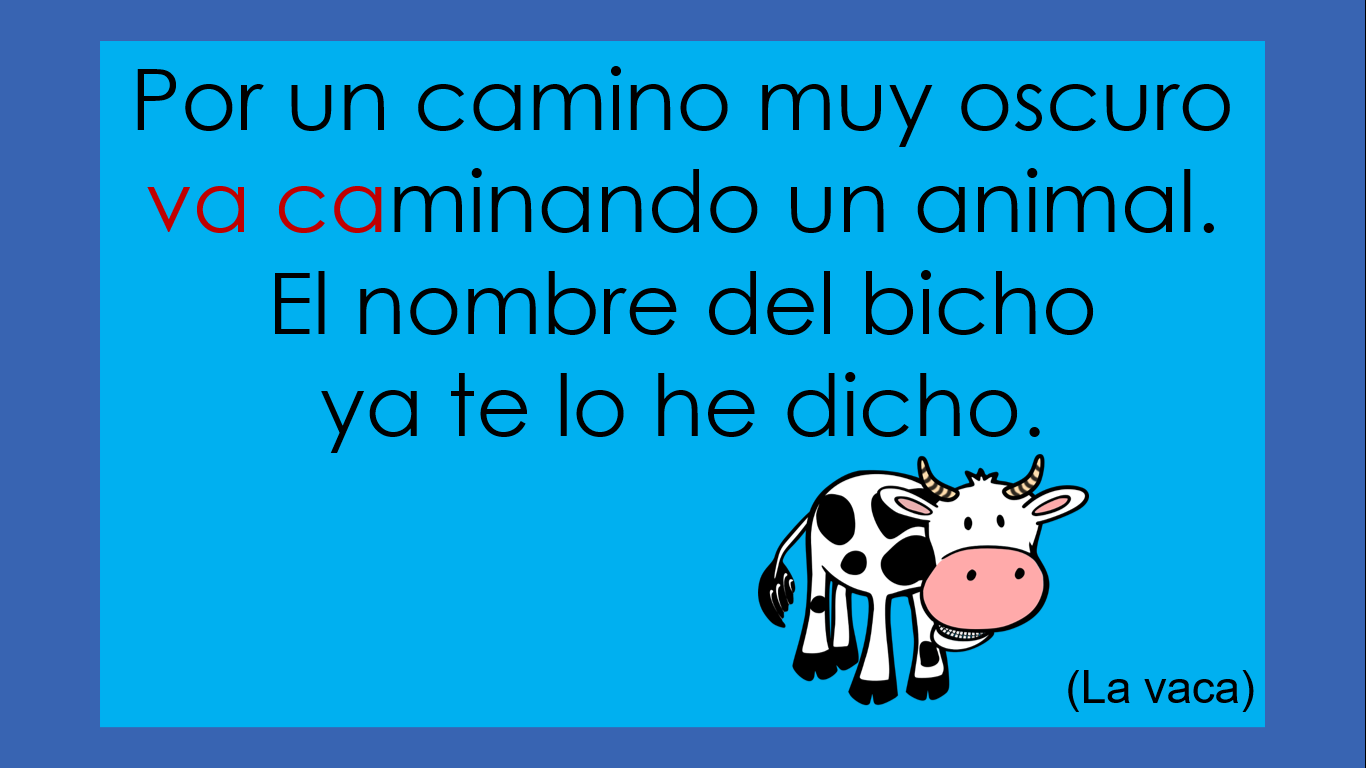 Por un camino muy oscuro
va caminando un animal.
El nombre del bicho
ya te lo he dicho.
(La vaca)